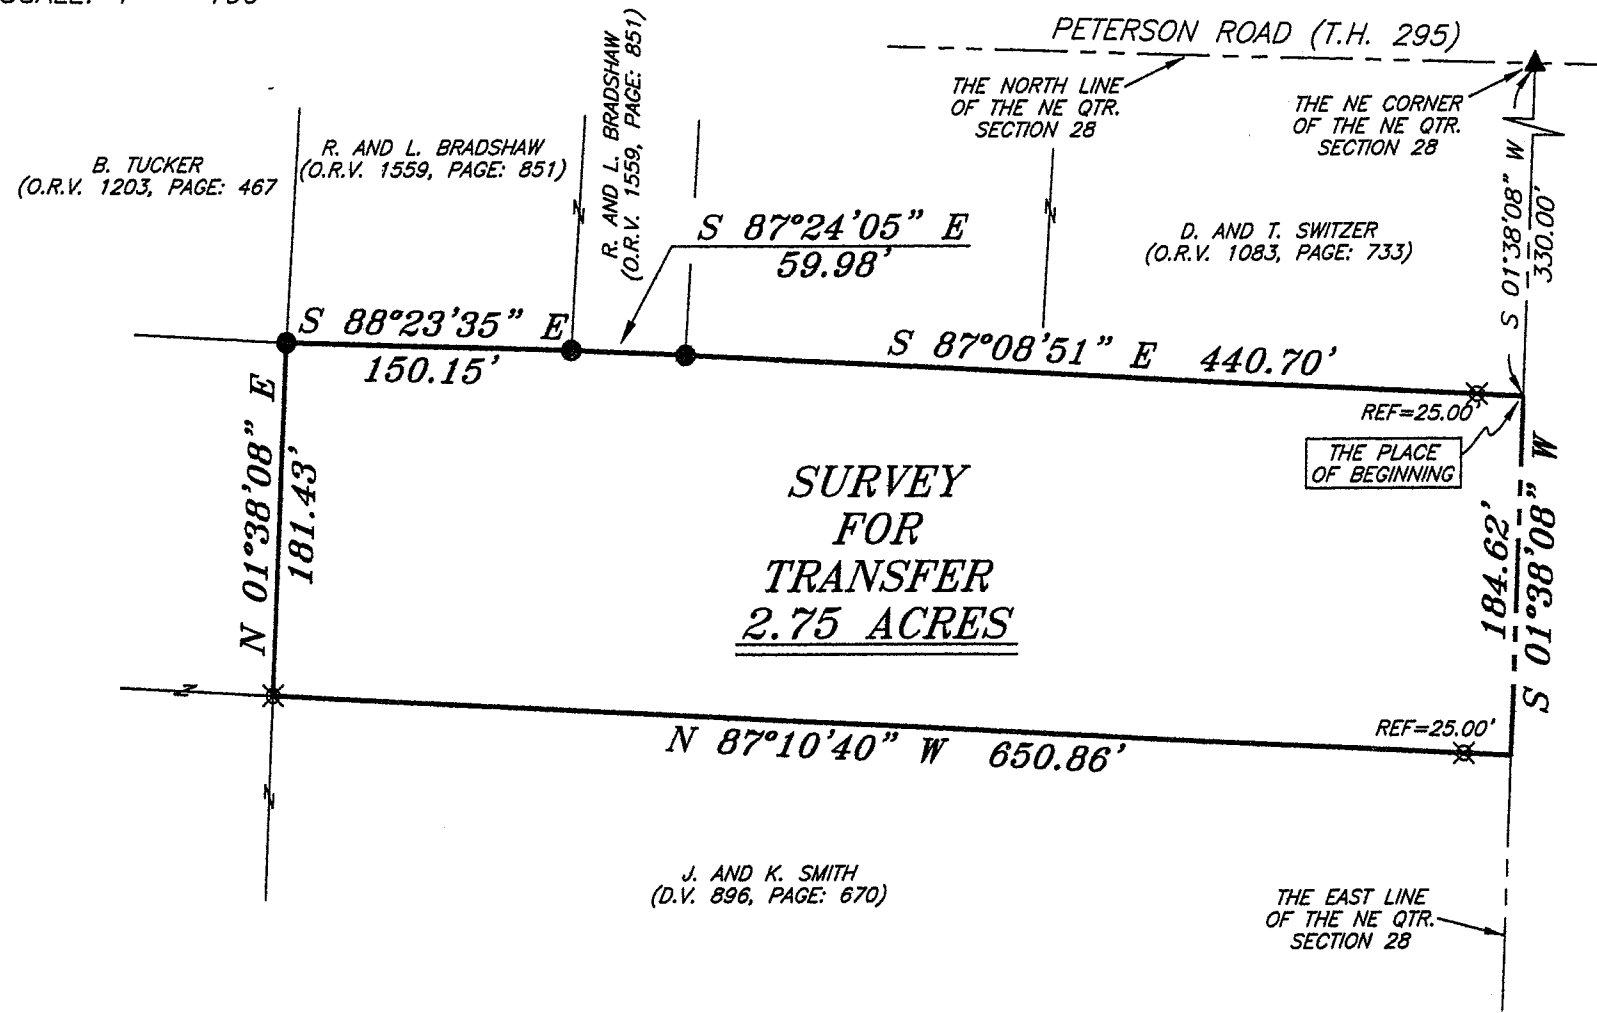 PETERSON ROAD (T.H. 295)
THE NORTH LINE
OF THE NE QTR.
SECTION 28
THE NE CORNER
OF THE NE QTR.
SECTION 28
B. TUCKER
(O.R.V. 1203, PAGE: 467
R. AND L. BRADSHAW
(O.R.V. 1559, PAGE: 851)
R. AND L. BRADSHAW
(O.R.V. 1559, PAGE: 851)
S 87°24'05" E
59.98'
D. AND T. SWITZER
(O.R.V. 1083, PAGE: 733)
S 01°38'08" W
330.00'
S 88°23'35" E
150.15'
S 87°08'51" E 440.70'
REF=25.00'
THE PLACE
OF BEGINNING
N 01°38'08" E
181.43'
SURVEY
FOR
TRANSFER
2.75 ACRES
184.62'
S 01°38'08" W
REF=25.00'
N 87°10'40" W 650.86'
J. AND K. SMITH
(D.V. 896, PAGE: 670)
THE EAST LINE
OF THE NE QTR.
SECTION 28